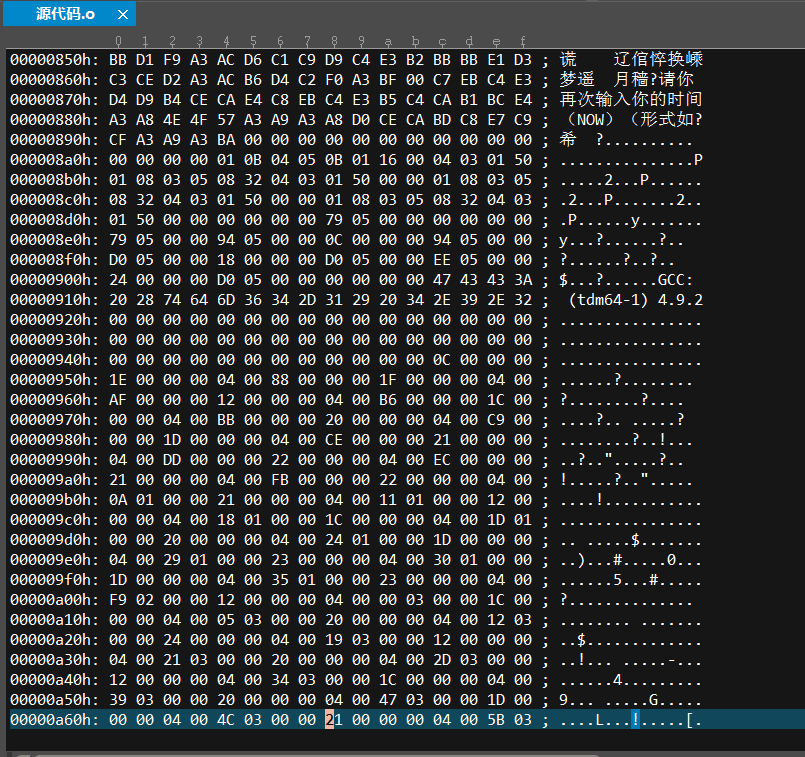 源代码.o ×
0 1 2 3 4 5 6 7 8 9 a b c d e f
00000850h: BB D1 F9 A3 AC D6 C1 C9 D9 C4 E3 B2 BB BB E1 D3 ; 谎 辽倌悴换嵊
00000860h: C3 CE D2 A3 AC B6 D4 C2 F0 A3 BF 00 C7 EB C4 E3 ; 梦遥 月穑?请你
00000870h: D4 D9 B4 CE CA E4 C8 EB C4 E3 B5 C4 CA B1 BC E4 ; 再次输入你的时间
00000880h: A3 A8 4E 4F 57 A3 A9 A3 A8 D0 CE CA BD C8 E7 C9 ; （NOW）（形式如?
00000890h: CF A3 A9 A3 BA 00 00 00 00 00 00 00 00 00 00 00 ; 希 ?..........
000008a0h: 00 00 00 00 01 0B 04 05 0B 01 16 00 04 03 01 50 ; ...............P
000008b0h: 01 08 03 05 08 32 04 03 01 50 00 00 01 08 03 05 ; .....2...P......
000008c0h: 08 32 04 03 01 50 00 00 01 08 03 05 08 32 04 03 ; .2...P.......2..
000008d0h: 01 50 00 00 00 00 00 00 00 00 79 05 00 00 ; .P......y.......
000008e0h: 79 05 00 00 94 05 00 00 0C 00 00 00 94 05 00 00 ; y...?......?..
000008f0h: D0 05 00 00 18 00 00 00 D0 05 00 00 EE 05 00 00 ; ?......?..?..
00000900h: 24 00 00 00 D0 05 00 00 00 00 00 00 47 43 43 3A ; $...?......GCC:
00000910h: 20 28 74 64 6D 36 34 2D 31 29 20 34 2E 39 2E 32 ; (tdm64-1) 4.9.2
00000920h: 00 00 00 00 00 00 00 00 00 00 00 00 00 00 00 00 ; ................
00000930h: 00 00 00 00 00 00 00 00 00 00 00 00 00 00 00 00 ; ................
00000940h: 00 00 00 00 00 00 00 00 00 00 00 00 0C 00 00 00 ; ................
00000950h: 1E 00 00 00 04 00 88 00 00 00 1F 00 00 00 04 00 ; ......?........
00000960h: AF 00 00 00 12 00 00 00 04 00 B6 00 00 00 1C 00 ; ?........?....
00000970h: 00 00 04 00 BB 00 00 00 20 00 00 00 04 00 C9 00 ; ....?.. .....?
00000980h: 00 00 1D 00 00 00 04 00 CE 00 00 00 21 00 00 00 ; ........?..!...
00000990h: 04 00 DD 00 00 00 22 00 00 00 04 00 EC 00 00 00 ; ..?..".....?..
000009a0h: 21 00 00 00 04 00 FB 00 00 00 22 00 00 00 04 00 ; !.....?..".....
000009b0h: 0A 01 00 00 21 00 00 00 04 00 11 01 00 00 12 00 ; ....!...........
000009c0h: 00 00 04 00 18 01 00 00 1C 00 00 00 04 00 1D 01 ; ................
000009d0h: 00 00 20 00 00 00 04 00 24 01 00 00 1D 00 00 00 ; .. .....$.......
000009e0h: 04 00 29 01 00 00 23 00 00 00 04 00 30 01 00 00 ; ..)...#.....0...
000009f0h: 1D 00 00 00 04 00 35 01 00 00 23 00 00 00 04 00 ; ......5...#.....
00000a00h: F9 02 00 00 12 00 00 00 04 00 00 03 00 00 1C 00 ; ?.............
00000a10h: 00 00 04 00 05 03 00 00 20 00 00 00 04 00 12 03 ; ........ .......
00000a20h: 00 00 24 00 00 00 04 00 19 03 00 00 12 00 00 00 ; ..$.............
00000a30h: 04 00 21 03 00 00 20 00 00 00 04 00 2D 03 00 00 ; ..!... .....-...
00000a40h: 12 00 00 00 04 00 34 03 00 00 1C 00 00 00 04 00 ; ......4.........
00000a50h: 39 03 00 00 20 00 00 00 04 00 47 03 00 00 1D 00 ; 9... .....G.....
00000a60h: 00 00 04 00 4C 03 00 00 21 00 00 00 04 00 5B 03 ; ....L...!.....[.